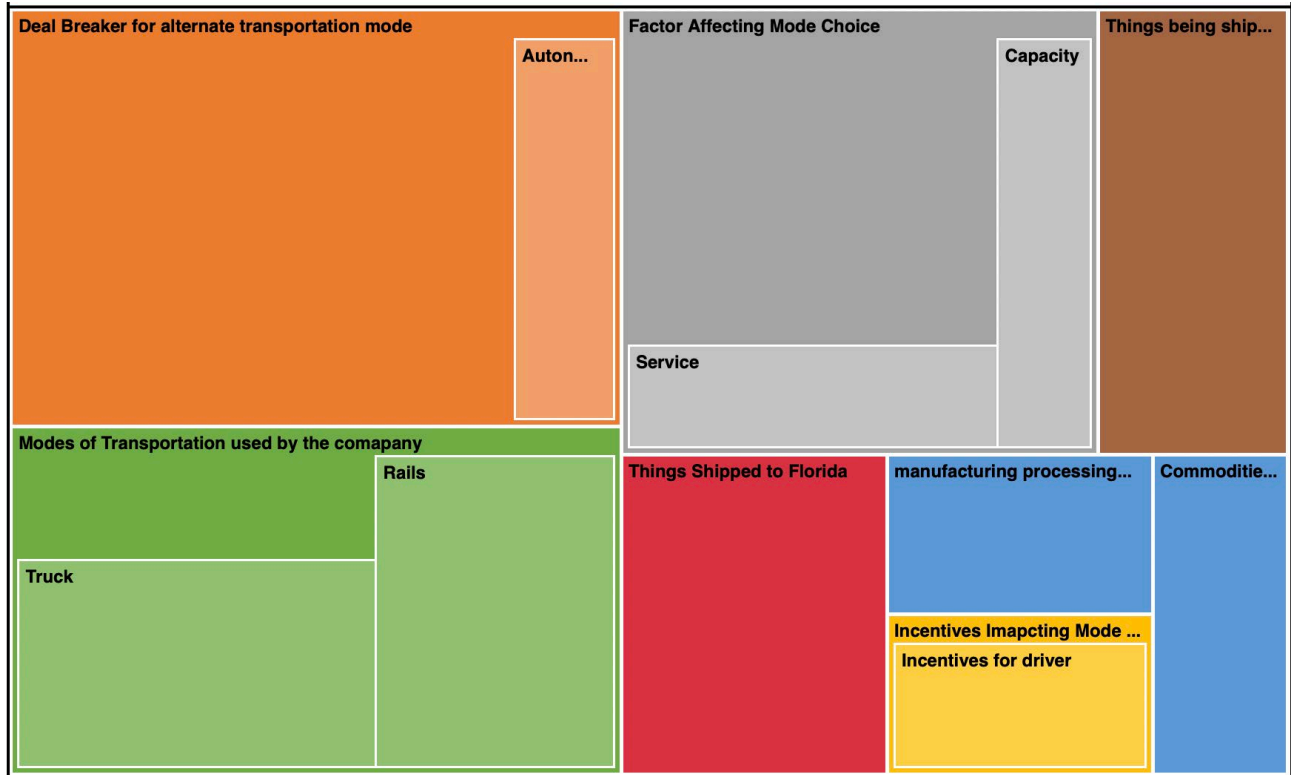 Deal Breaker for alternate transportation mode
Auton...
Factor Affecting Mode Choice
Capacity
Service
Things being ship...
Modes of Transportation used by the comapany
Rails
Truck
Things Shipped to Florida
manufacturing processing...
Commoditie...
Incentives Imapcting Mode ...
Incentives for driver